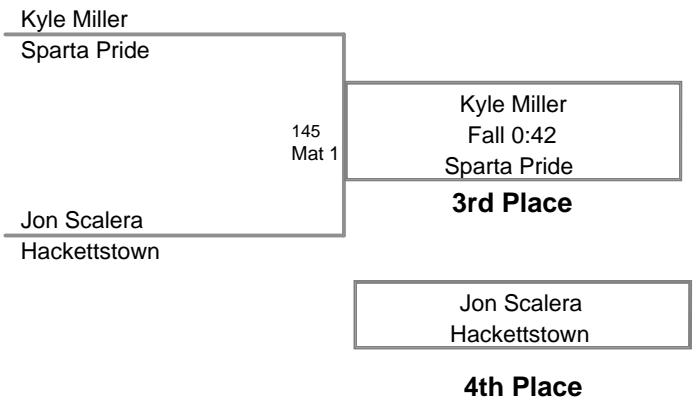 Kyle Miller
Sparta Pride
145
Mat 1
Kyle Miller
Fall 0:42
Sparta Pride
3rd Place
Jon Scalera
Hackettstown
Jon Scalera
Hackettstown
4th Place